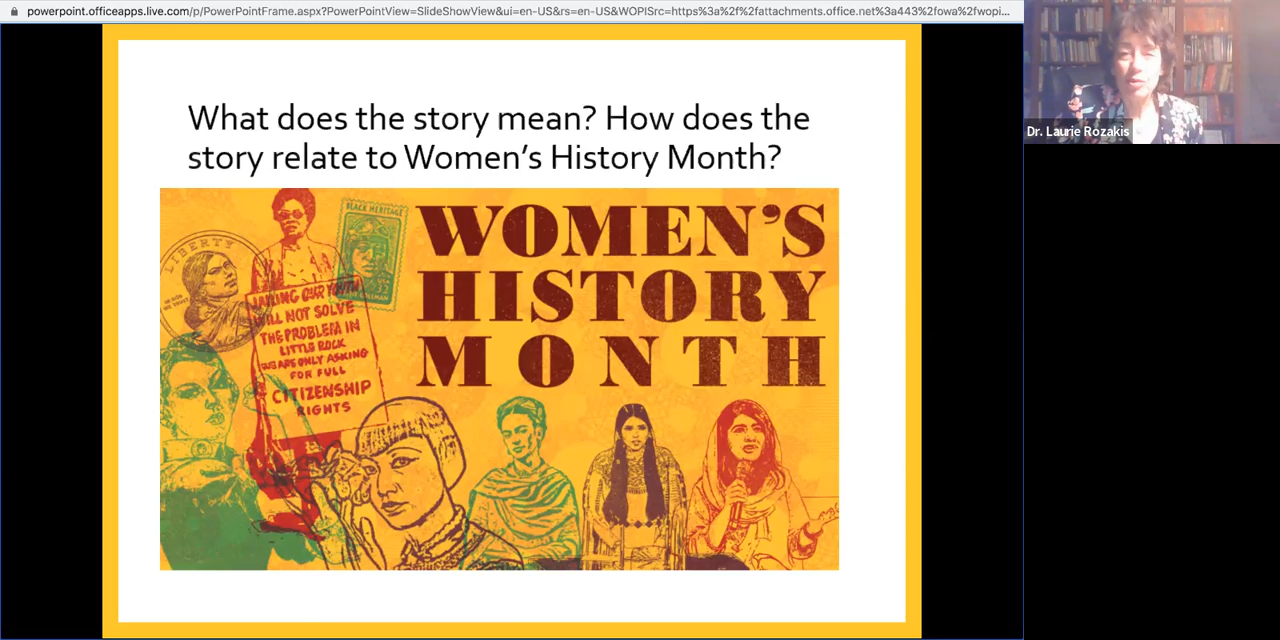 powerpoint.officeapps.live.com/p/PowerPointFrame.aspx?PowerPointView=SlideShowView&ui=en-US&rs=en-US&WOPISrc=https%3a%2f%2fattachments.office.net%3a443%2fowa%2fwopi...
Dr. Laurie Rozakis
What does the story mean? How does the
story relate to Women's History Month?
BLACK HERITAGE
LIBERTY
WOMEN'S
HISTORY
MONTH
JAILING OUR YOUTH
WILL NOT SOLVE
THE PROBLEM IN
LITTLE ROCK
WE ARE ONLY ASKING
FOR FULL
CITIZENSHIP
RIGHTS